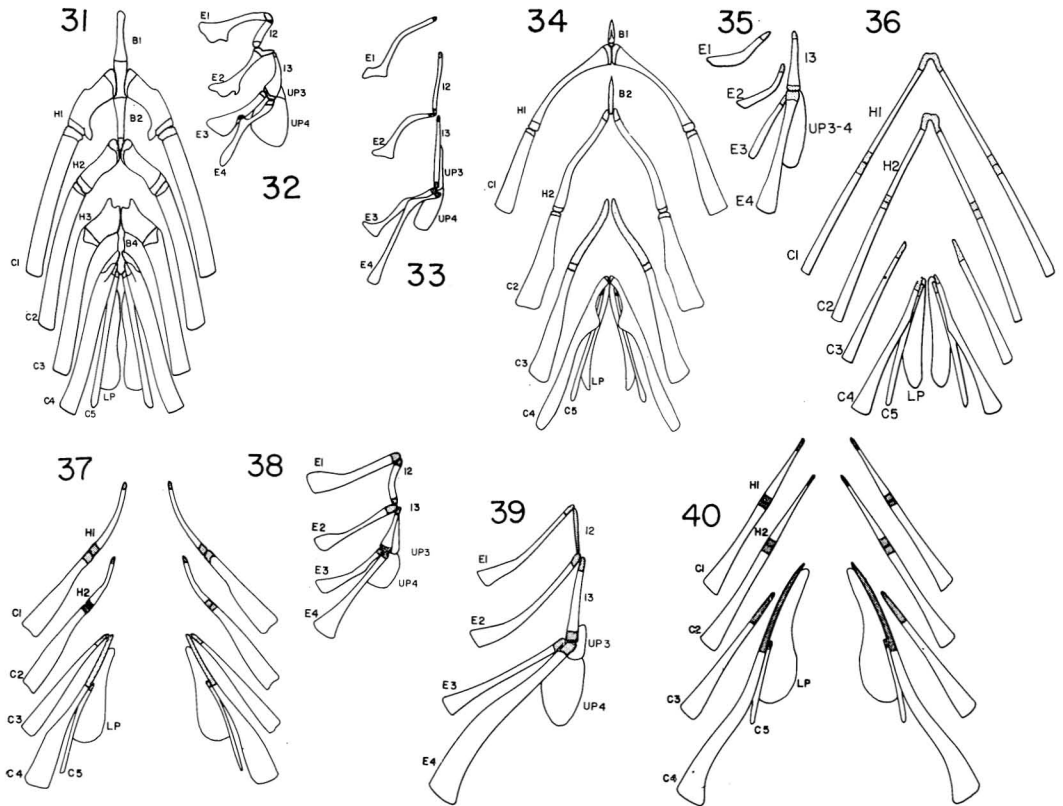 31
B1
H1
B2
H2
H3
B4
C1
C2
C3
C4
C5
LP
E1
I2
E2
I3
UP3
E3
UP4
E4
32
E1
I2
E2
I3
UP3
E3
UP4
E4
33
34
B1
B2
H1
C1
H2
C2
C3
C5
C4
LP
35
E1
I3
E2
E3
UP3-4
E4
36
H1
H2
C1
C2
C3
C4
C5
LP
37
H1
C1
H2
C2
C3
C4
C5
LP
38
E1
I2
I3
E2
UP3
E3
UP4
E4
39
E1
I2
E2
I3
UP3
E3
UP4
E4
40
H1
C1
H2
C2
C3
LP
C5
C4